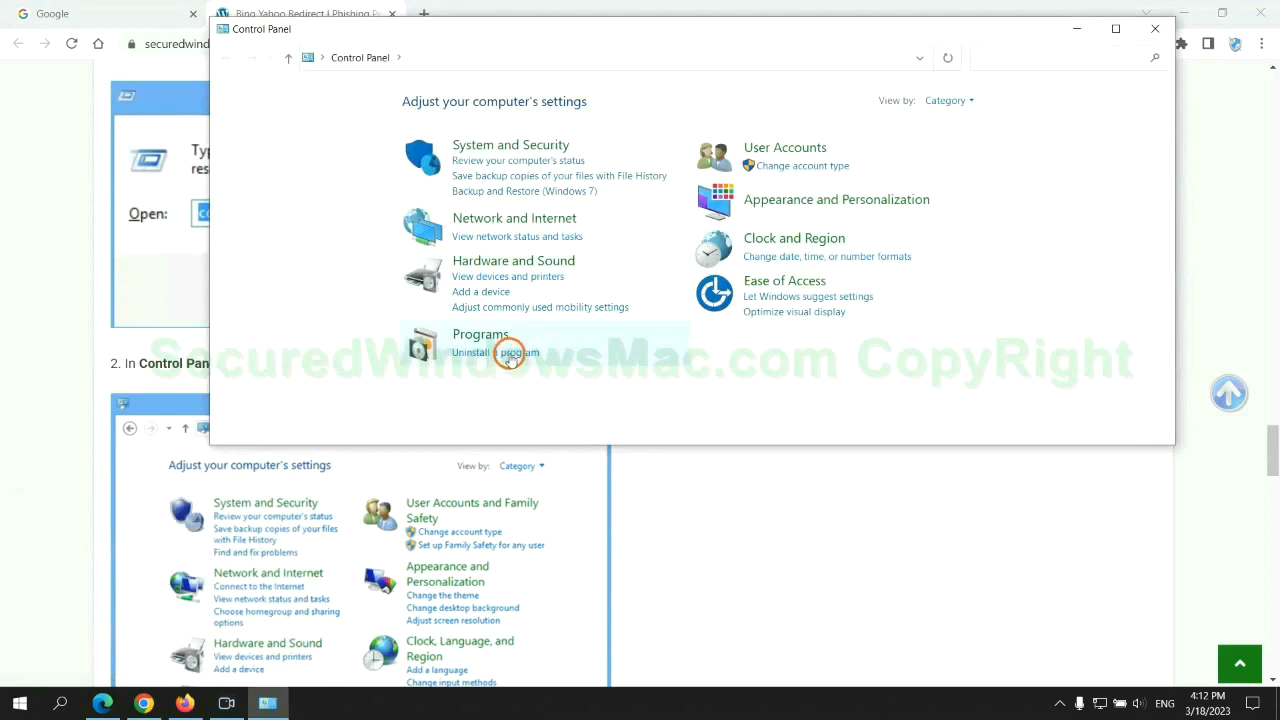 Google
Bing Yahoo Redirect Phishing P
Control Panel
securedwind
Control Panel
Adjust your computer's settings
View by: Category
System and Security
Review your computer's status
Save backup copies of your files with File History
Backup and Restore (Windows 7)
Network and Internet
View network status and tasks
Hardware and Sound
View devices and printers
Add a device
Adjust commonly used mobility settings
Programs
Uninstall a program
User Accounts
Change account type
Appearance and Personalization
Clock and Region
Change date, time, or number formats
Ease of Access
Let Windows suggest settings
Optimize visual display
Typ
res
Open:
co
SecuredWindowsMac.com CopyRight
2. In Control Pan
Adjust your computer's settings
View by: Category
System and Security
Review your computer's status
Save backup copies of your files
with File History
Find and fix problems
Network and Internet
Connect to the Internet
View network status and tasks
Choose homegroup and sharing
options
Hardware and Sound
View devices and printers
Add a device
User Accounts and Family
Safety
Change account type
Set up Family Safety for any user
Appearance and
Personalization
Change the theme
Change desktop background
Adjust screen resolution
Clock, Language, and
Region
Add a language
Change input methods
ENG
4:12 PM
3/18/2023